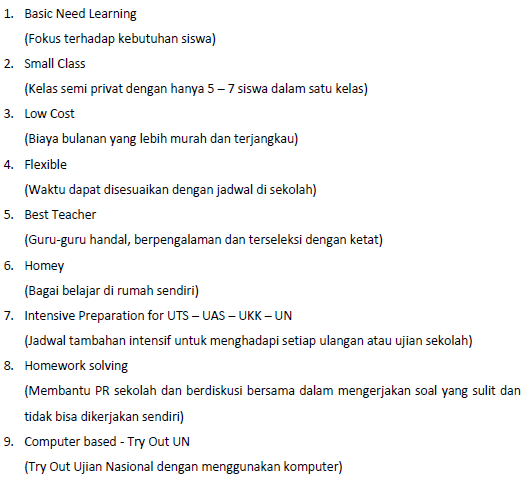 1. Basic Need Learning
(Fokus terhadap kebutuhan siswa)
2. Small Class
(Kelas semi privat dengan hanya 5 – 7 siswa dalam satu kelas)
3. Low Cost
(Biaya bulanan yang lebih murah dan terjangkau)
4. Flexible
(Waktu dapat disesuaikan dengan jadwal di sekolah)
5. Best Teacher
(Guru-guru handal, berpengalaman dan terseleksi dengan ketat)
6. Homey
(Bagai belajar di rumah sendiri)
7. Intensive Preparation for UTS – UAS – UKK – UN
(Jadwal tambahan intensif untuk menghadapi setiap ulangan atau ujian sekolah)
8. Homework solving
(Membantu PR sekolah dan berdiskusi bersama dalam mengerjakan soal yang sulit dan
tidak bisa dikerjakan sendiri)
9. Computer based - Try Out UN
(Try Out Ujian Nasional dengan menggunakan komputer)